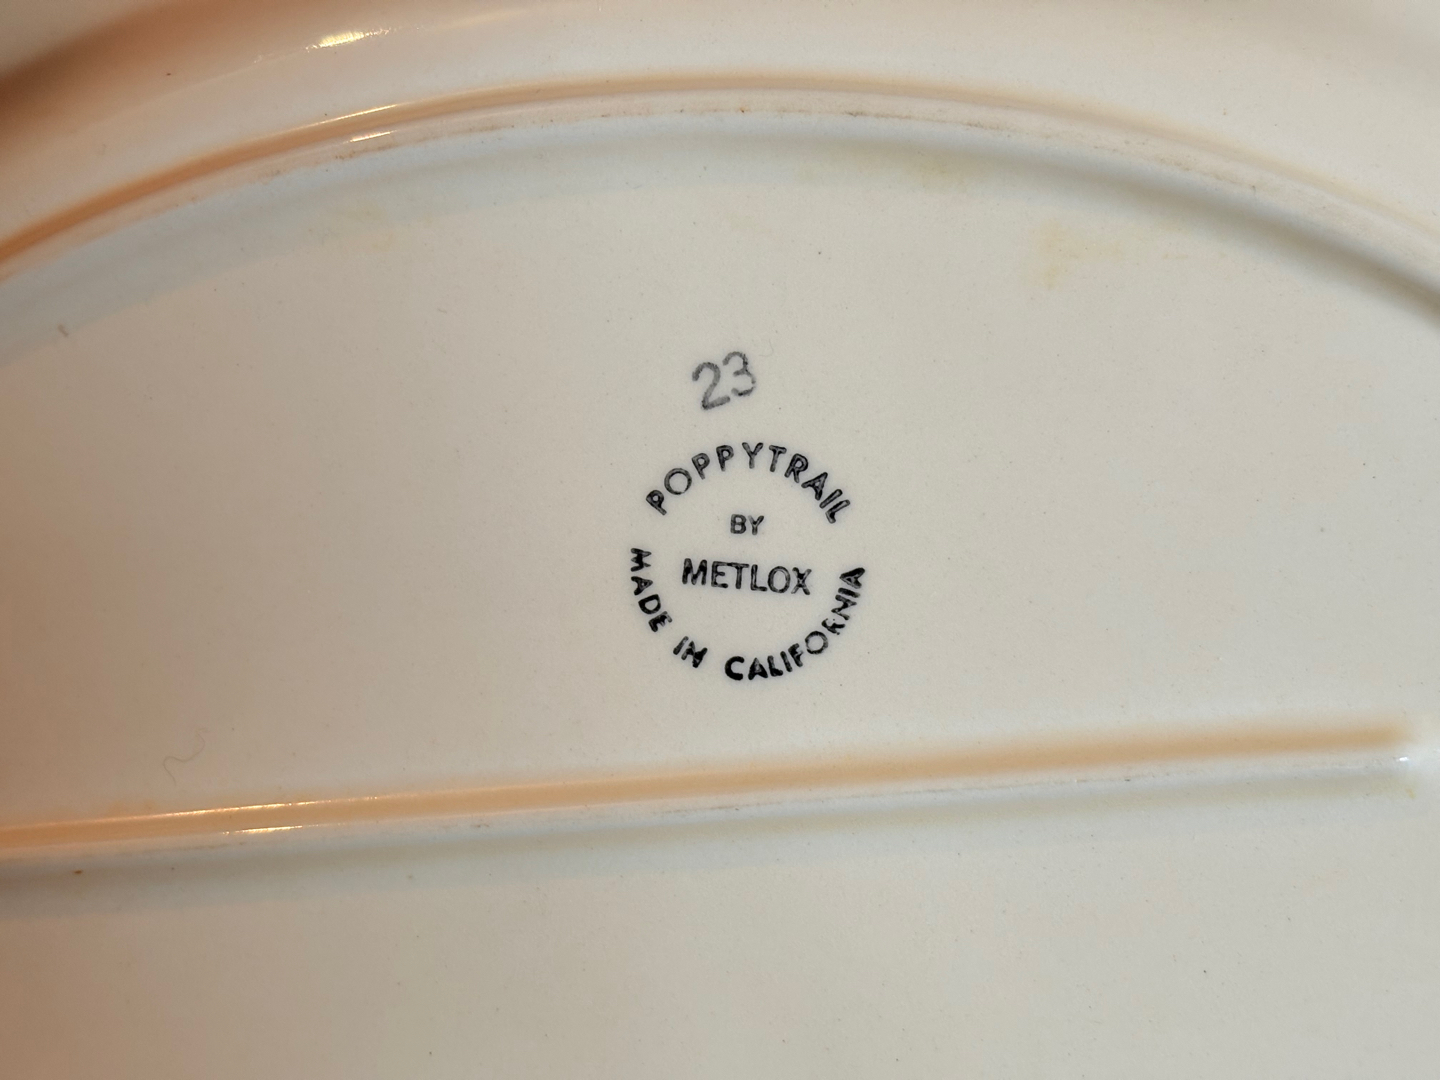 23
POPPYTRAIL
BY
METLOX
MADE IN CALIFORNIA